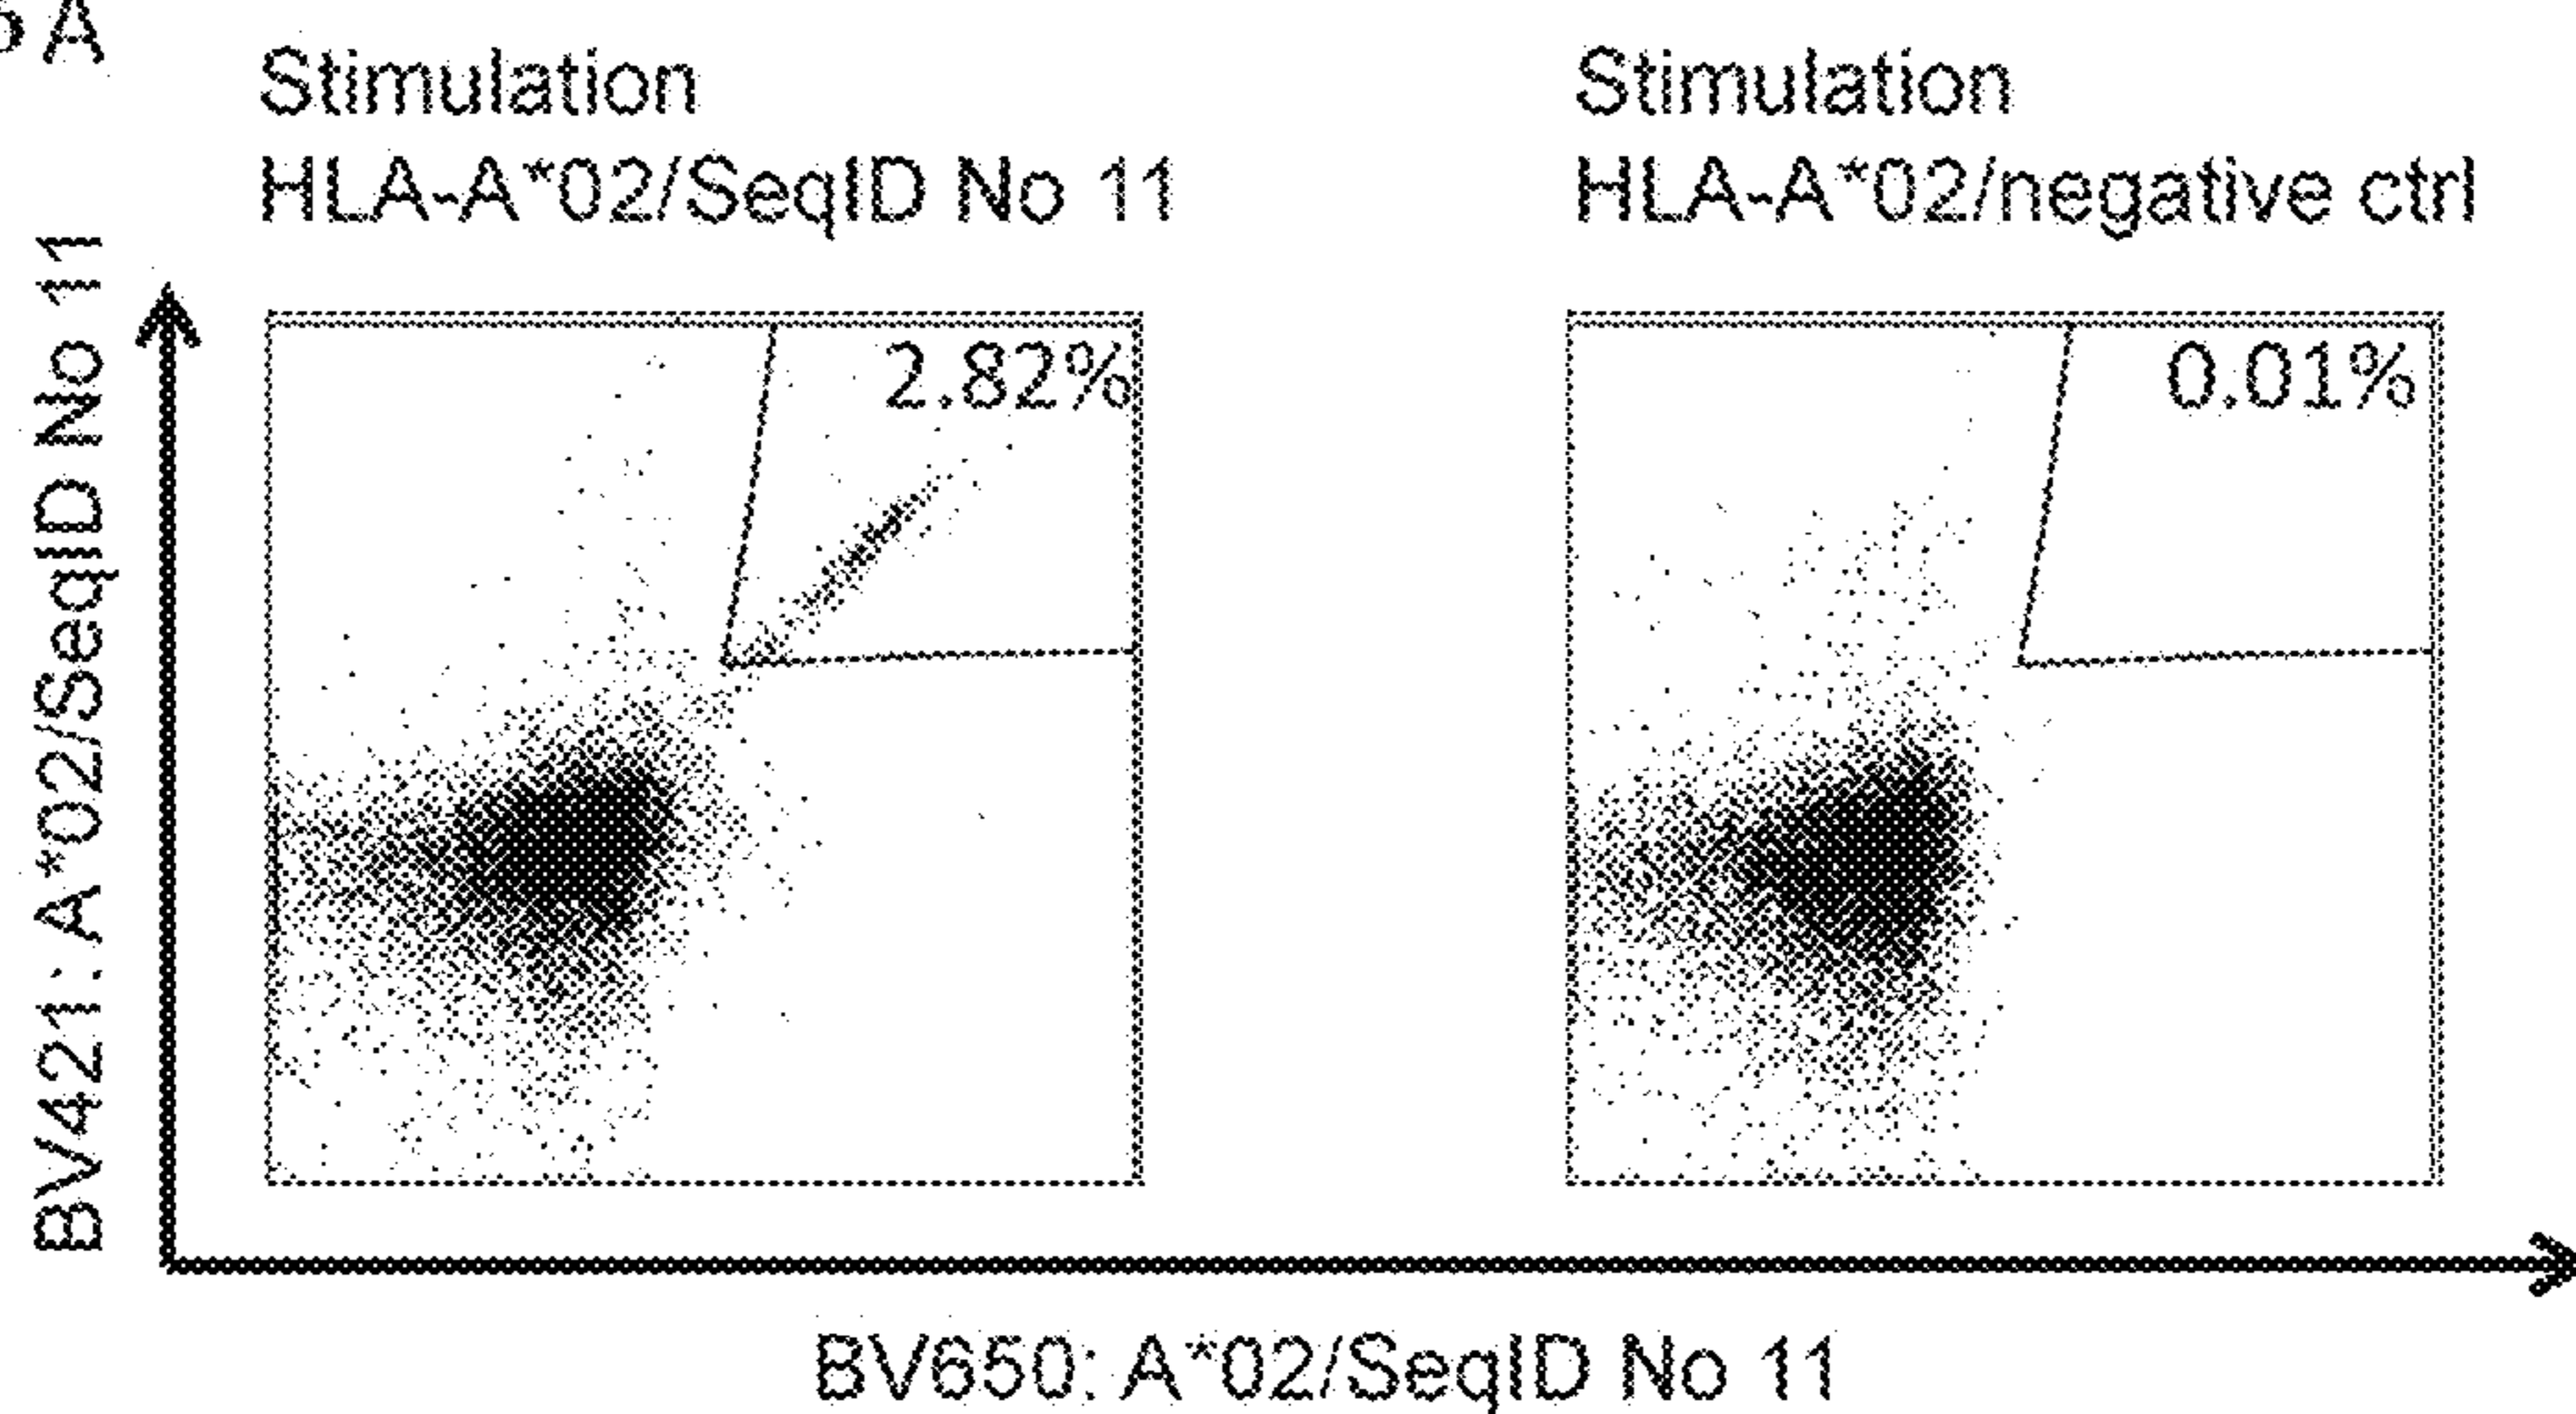 A
Stimulation
HLA-A*02/SeqID No 11
Stimulation
HLA-A*02/negative ctrl
BV421: A*02/SeqID No 11
2.82%
0.01%
BV650: A*02/SeqID No 11